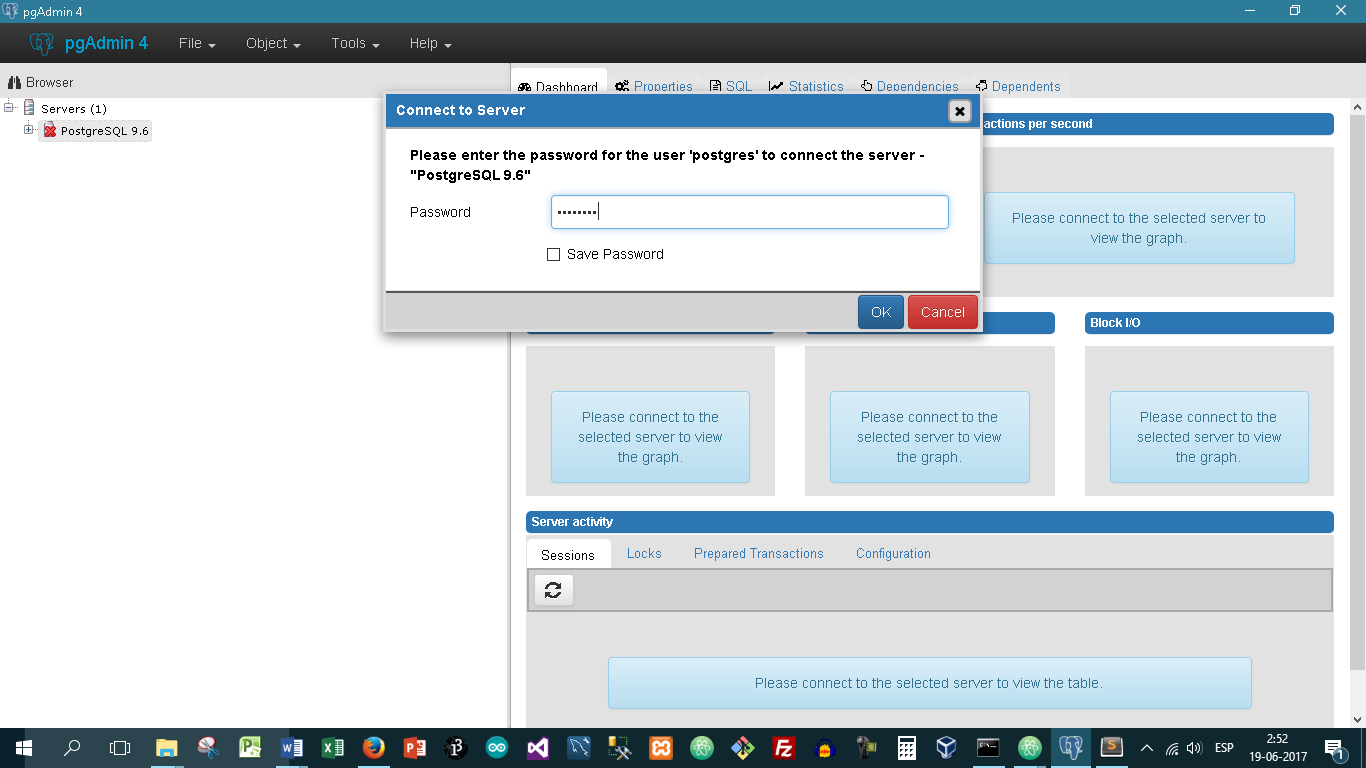 pgAdmin 4
pgAdmin 4 File Object Tools Help
Browser
Dashboard Properties SQL Statistics Dependencies Dependents
Servers (1)
PostgreSQL 9.6
Connect to Server
actions per second
Please enter the password for the user 'postgres' to connect the server -
"PostgreSQL 9.6"
Password ••••••••
Save Password
OK Cancel
Please connect to the selected server to
view the graph.
Block I/O
Please connect to the
selected server to view
the graph.
Please connect to the
selected server to view
the graph.
Please connect to the
selected server to view
the graph.
Server activity
Sessions Locks Prepared Transactions Configuration
Please connect to the selected server to view the table.
ESP
2:52
19-06-2017
1